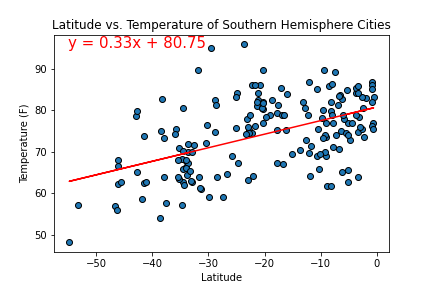 Latitude vs. Temperature of Southern Hemisphere Cities
y = 0.33x + 80.75
90
80
70
60
50
Temperature (F)
−50
−40
−30
−20
−10
0
Latitude